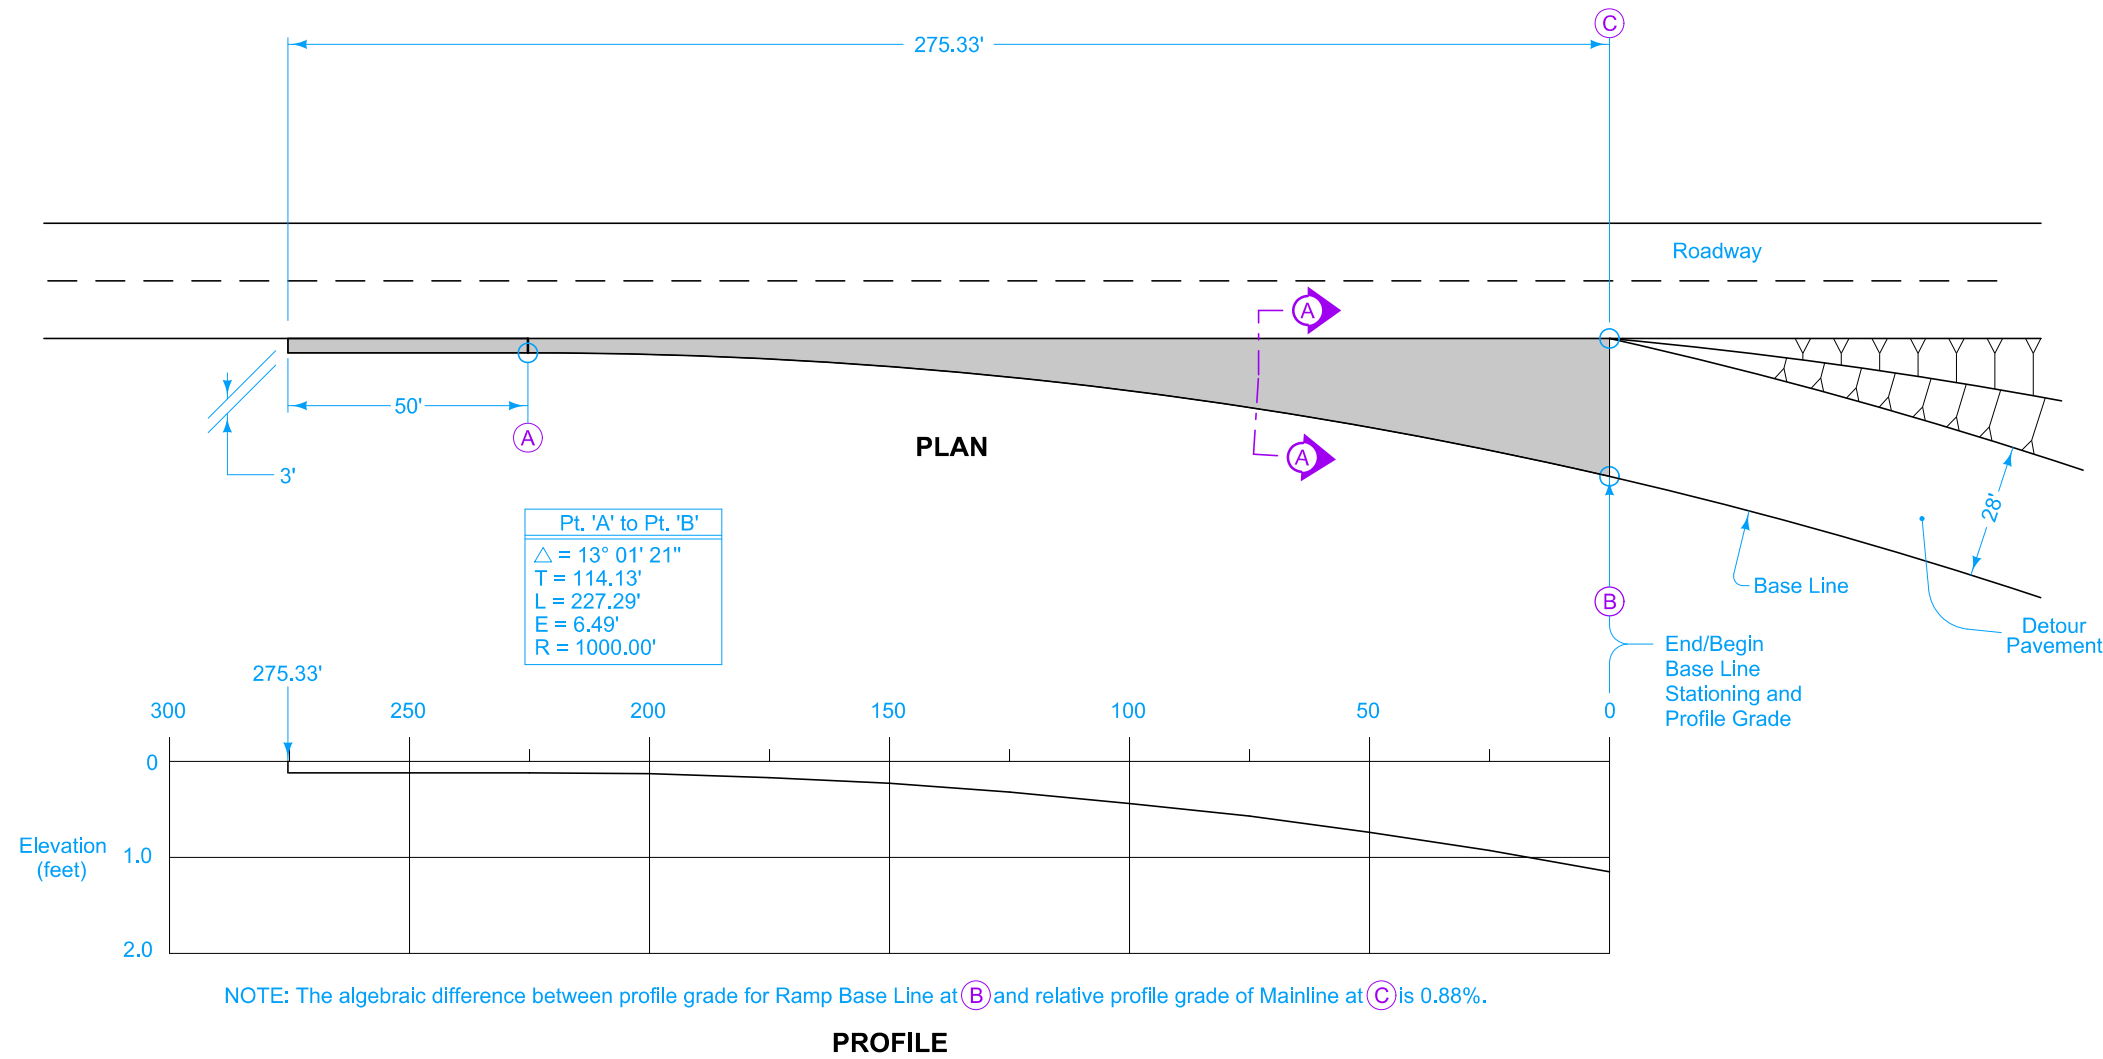 C
275.33'
Roadway
A
50'
A
3'
PLAN
A
28'
Pt. 'A' to Pt. 'B'
△ = 13° 01' 21"
T = 114.13'
L = 227.29'
E = 6.49'
R = 1000.00'
Base Line
B
Detour
Pavement
End/Begin
Base Line
Stationing and
Profile Grade
275.33'
300 250 200 150 100 50 0
0
Elevation
(feet)
1.0
2.0
NOTE: The algebraic difference between profile grade for Ramp Base Line at B and relative profile grade of Mainline at C is 0.88%.
PROFILE